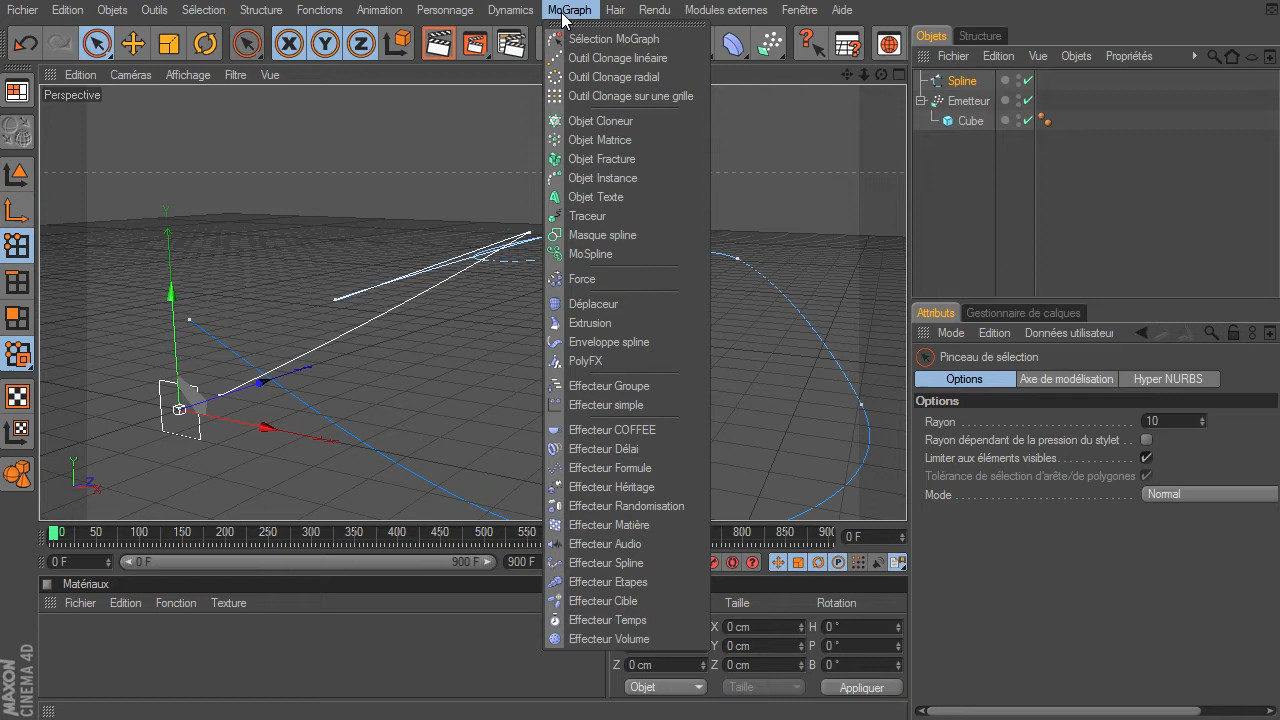 Fichier Edition Objets Outils Sélection Structure Fonctions Animation Personnage Dynamics MoGraph Hair Rendu Modules externes Fenêtre Aide
Edition Caméras Affichage Filtre Vue
Perspective
Y
Y
Z
X
Sélection MoGraph
Outil Clonage linéaire
Outil Clonage radial
Outil Clonage sur une grille
Objet Cloneur
Objet Matrice
Objet Fracture
Objet Instance
Objet Texte
Traceur
Masque spline
MoSpline
Force
Déplaceur
Extrusion
Enveloppe spline
PolyFX
Effecteur Groupe
Effecteur simple
Effecteur COFFEE
Effecteur Délai
Effecteur Formule
Effecteur Héritage
Effecteur Randomisation
Effecteur Matière
Effecteur Audio
Effecteur Spline
Effecteur Etapes
Effecteur Cible
Effecteur Temps
Effecteur Volume
Objets Structure
Fichier Edition Vue Objets Propriétés
Spline
Emetteur
Cube
Attributs Gestionnaire de calques
Mode Edition Données utilisateur
Pinceau de sélection
Options Axe de modélisation Hyper NURBS
Options
Rayon 10
Rayon dépendant de la pression du stylet
Limiter aux éléments visibles
Tolérance de sélection d'arête/de polygones
Mode Normal
0 50 100 150 200 250 300 350 400 450 500 550 800 850 900 0 F
0 F 0 F 900 F 900 F
Matériaux
Fichier Edition Fonction Texture
Taille Rotation
X 0 cm H 0 °
Y 0 cm P 0 °
Z 0 cm Z 0 cm B 0 °
Objet Taille Appliquer
MAXON
CINEMA 4D